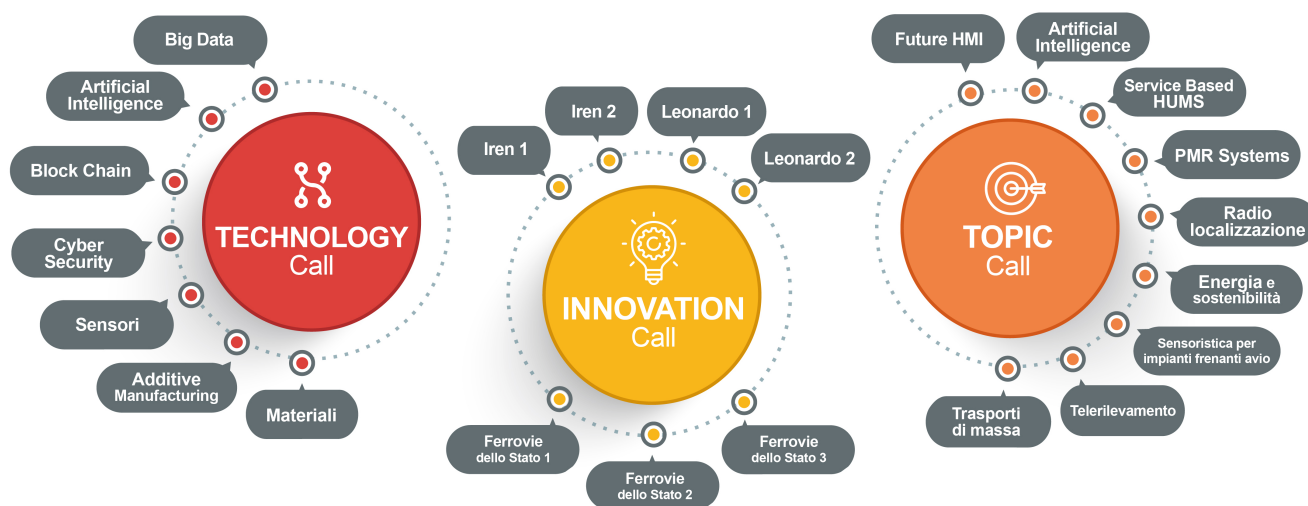 Big Data
Artificial
Intelligence
Block Chain
Cyber
Security
Sensori
Additive
Manufacturing
Materiali
TECHNOLOGY
Call
Iren 1
Iren 2
Leonardo 1
Leonardo 2
INNOVATION
Call
Ferrovie
dello Stato 1
Ferrovie
dello Stato 2
Ferrovie
dello Stato 3
Future HMI
Artificial
Intelligence
Service Based
HUMS
PMR Systems
Radio
localizzazione
Energia e
sostenibilità
Sensoristica per
impianti frenanti avio
Telerilevamento
Trasporti
di massa
TOPIC
Call